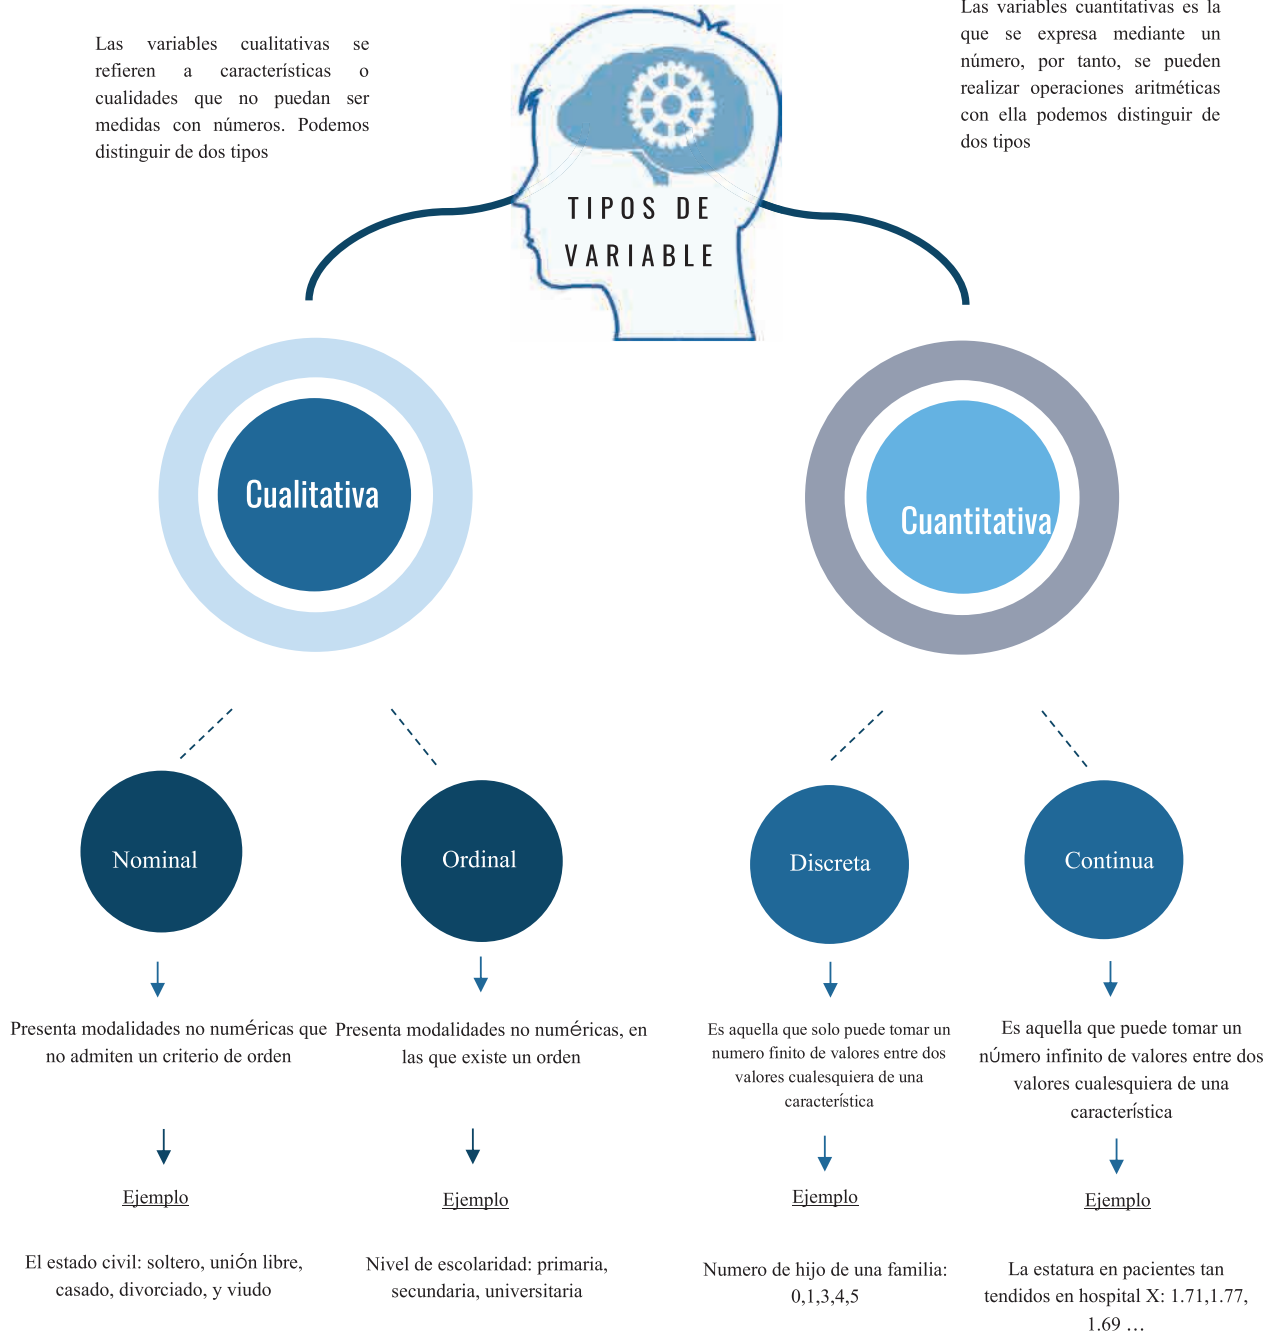 Las variables cualitativas se
refieren a características o
cualidades que no puedan ser
medidas con números. Podemos
distinguir de dos tipos
Las variables cuantitativas es la
que se expresa mediante un
número, por tanto, se pueden
realizar operaciones aritméticas
con ella podemos distinguir de
dos tipos
TIPOS DE
VARIABLE
Cualitativa
Cuantitativa
Nominal
Ordinal
Discreta
Continua
Presenta modalidades no numéricas que
no admiten un criterio de orden
Presenta modalidades no numéricas, en
las que existe un orden
Es aquella que solo puede tomar un
numero finito de valores entre dos
valores cualesquiera de una
característica
Es aquella que puede tomar un
número infinito de valores entre dos
valores cualesquiera de una
característica
Ejemplo
Ejemplo
Ejemplo
Ejemplo
El estado civil: soltero, unión libre,
casado, divorciado, y viudo
Nivel de escolaridad: primaria,
secundaria, universitaria
Numero de hijo de una familia:
0,1,3,4,5
La estatura en pacientes tan
tendidos en hospital X: 1.71,1.77,
1.69 …